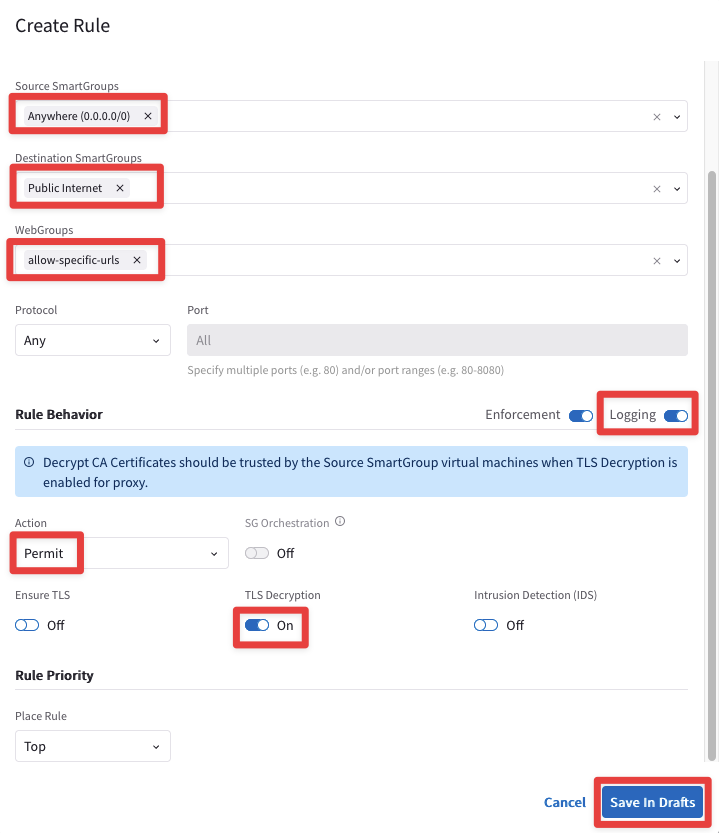 Create Rule
Source SmartGroups
Anywhere (0.0.0.0/0)
Destination SmartGroups
Public Internet
WebGroups
allow-specific-urls
Protocol Port
Any All
Specify multiple ports (e.g. 80) and/or port ranges (e.g. 80-8080)
Rule Behavior Enforcement Logging
Decrypt CA Certificates should be trusted by the Source SmartGroup virtual machines when TLS Decryption is
enabled for proxy.
Action SG Orchestration
Permit Off
Ensure TLS TLS Decryption Intrusion Detection (IDS)
Off On Off
Rule Priority
Place Rule
Top
Cancel Save In Drafts